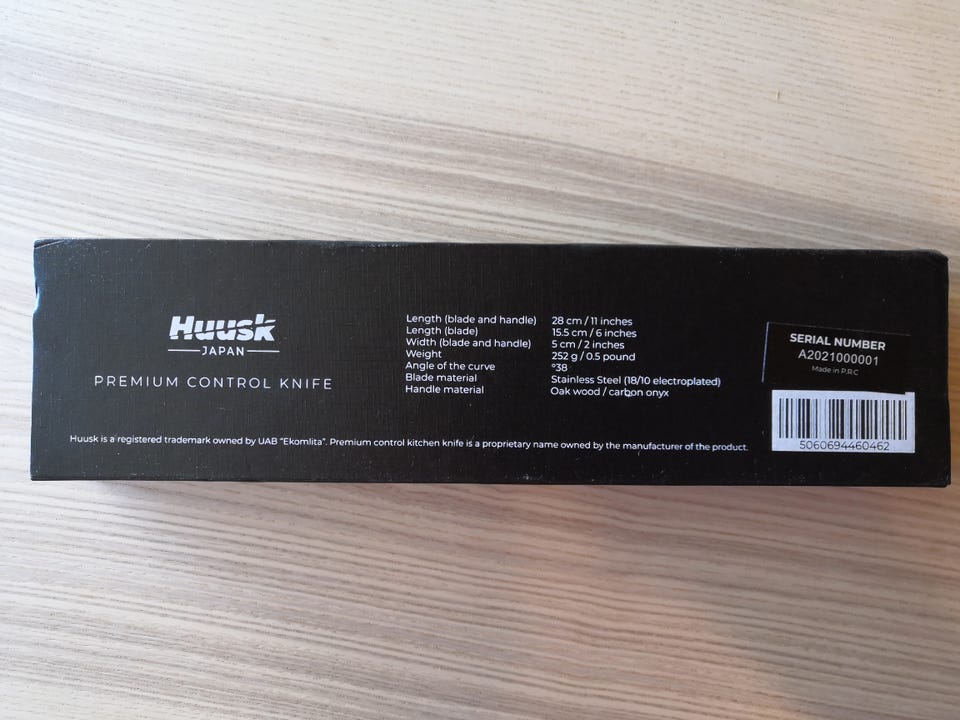 Huusk
JAPAN
PREMIUM CONTROL KNIFE
Length (blade and handle) 28 cm / 11 inches
Length (blade) 15.5 cm / 6 inches
Width (blade and handle) 5 cm / 2 inches
Weight 252 g / 0.5 pound
Angle of the curve °38
Blade material Stainless Steel (18/10 electroplated)
Handle material Oak wood / carbon onyx
SERIAL NUMBER
A2021000001
Made in P.R.C
5060694460462
Huusk is a registered trademark owned by UAB "Ekomlita". Premium control kitchen knife is a proprietary name owned by the manufacturer of the product.